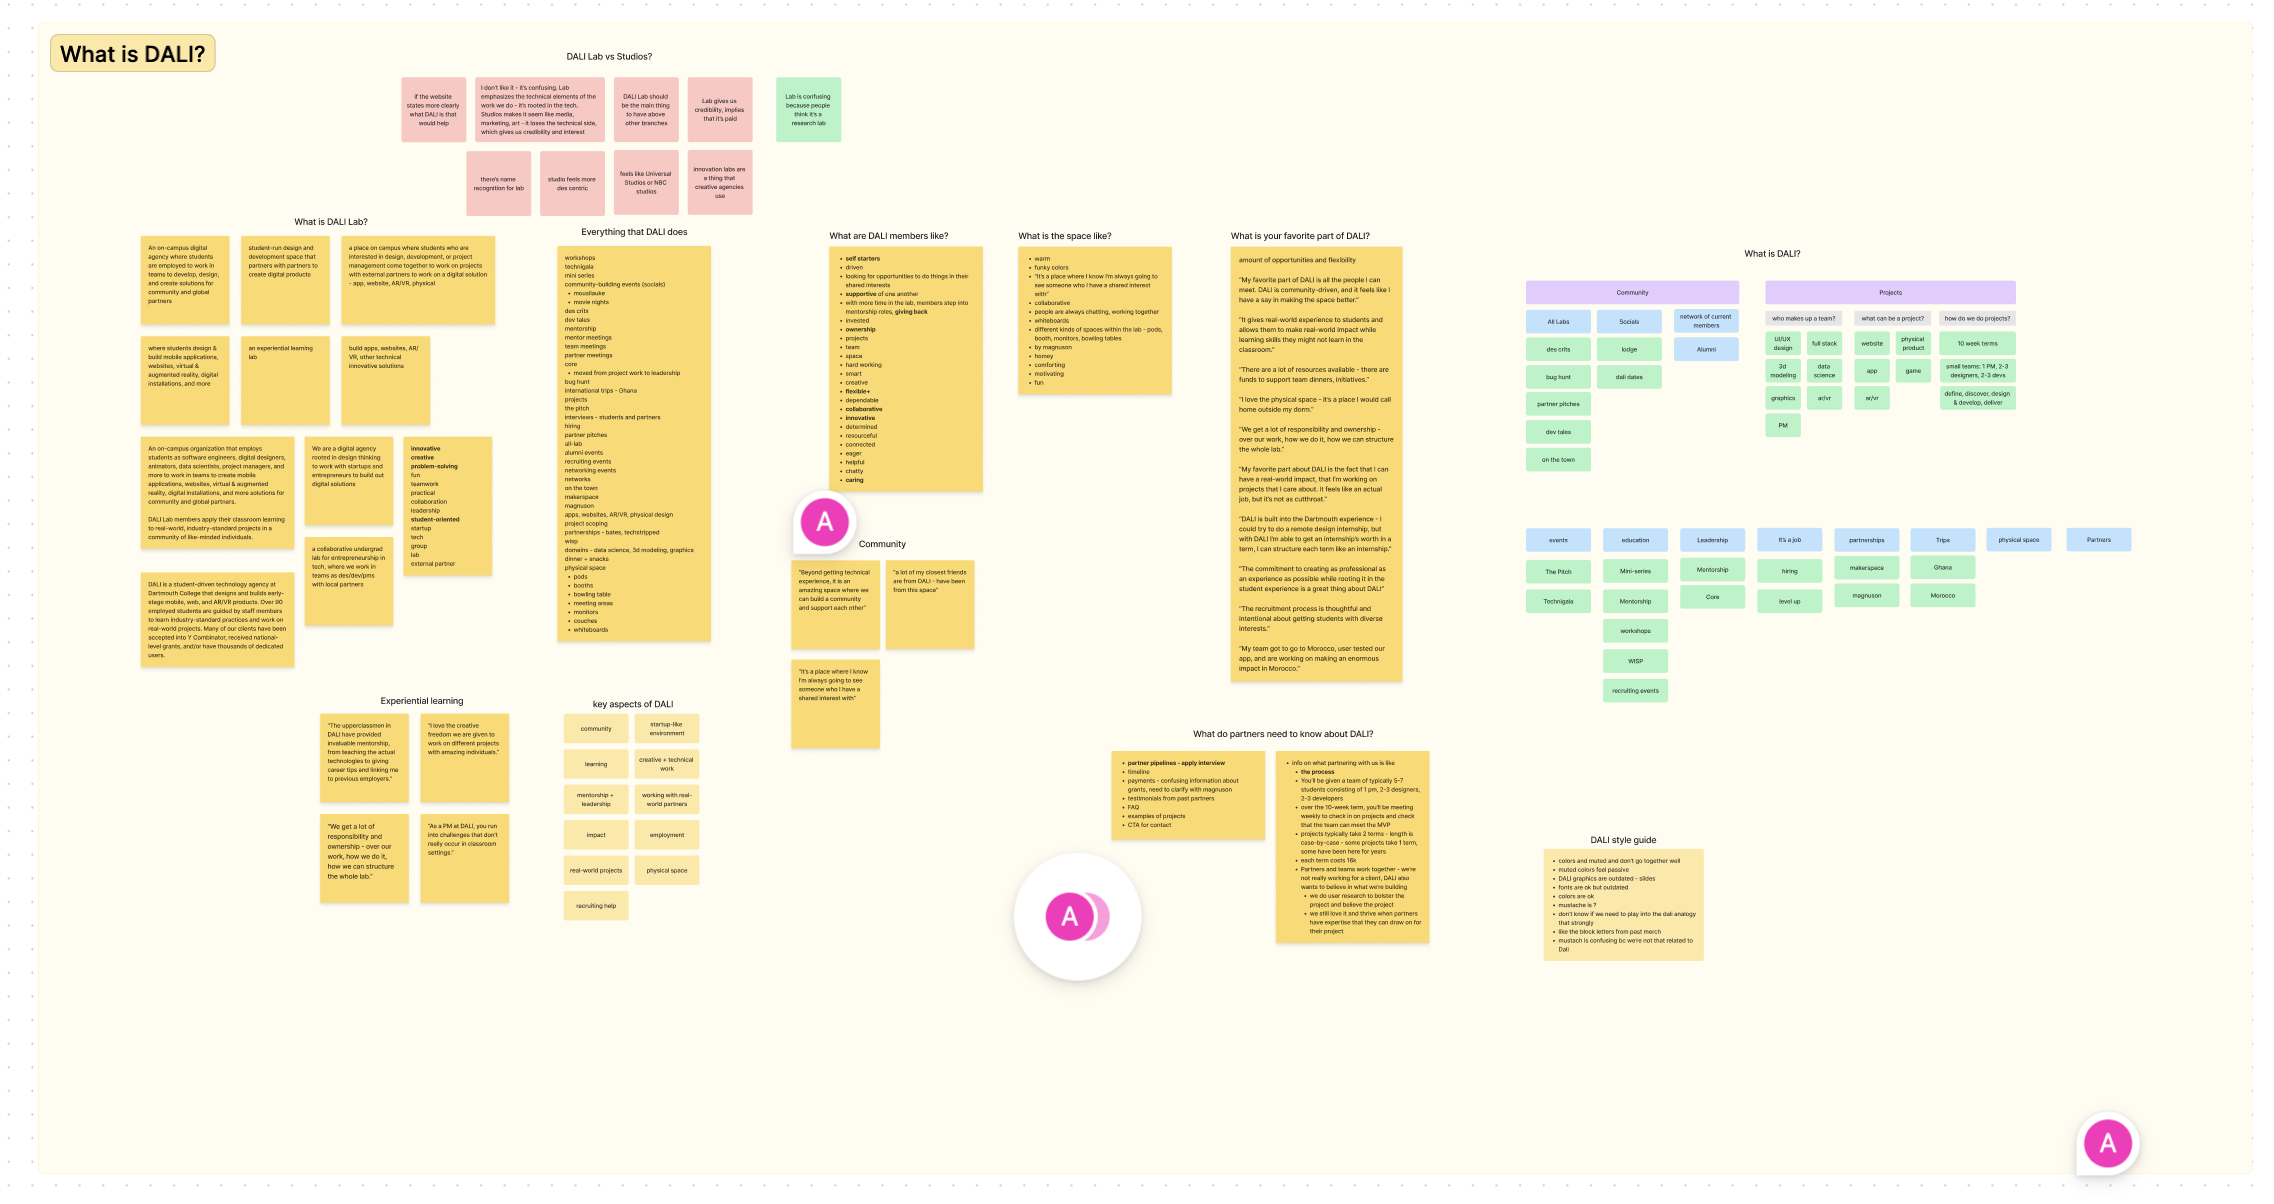 What is DALI?
DALI Lab vs Studios?
if the website
states more clearly
what DALI is that
would help
I don't like it - it's confusing. Lab
emphasizes the technical elements of the
work we do - it's rooted in the tech.
Studios makes it seem like media,
marketing, art - it loses the technical side,
which gives us credibility and interest
DALI Lab should
be the main thing
to have above
other branches
Lab gives us
credibility, implies
that it's paid
Lab is confusing
because people
think it's a
research lab
there's name
recognition for lab
studio feels more
des centric
feels like Universal
Studios or NBC
studios
innovation labs are
a thing that
creative agencies
use
What is DALI Lab?
An on-campus digital
agency where students
are employed to work in
teams to develop, design,
and create solutions for
community and global
partners
student-run design and
development space that
partners with partners to
create digital products
a place on campus where students who are
interested in design, development, or project
management come together to work on projects
with external partners to work on a digital solution
- app, website, AR/VR, physical
where students design &
build mobile applications,
websites, virtual &
augmented reality, digital
installations, and more
an experiential learning
lab
build apps, websites, AR/
VR, other technical
innovative solutions
An on-campus organization that employs
students as software engineers, digital designers,
animators, data scientists, project managers, and
more to work in teams to create mobile
applications, websites, virtual & augmented
reality, digital installations, and more solutions for
community and global partners.
DALI Lab members apply their classroom learning
to real-world, industry-standard projects in a
community of like-minded individuals.
We are a digital agency
rooted in design thinking
to work with startups and
entrepreneurs to build out
digital solutions
innovative
creative
problem-solving
fun
teamwork
practical
collaboration
leadership
student-oriented
startup
tech
group
lab
external partner
a collaborative undergrad
lab for entrepreneurship in
tech, where we work in
teams as des/dev/pms
with local partners
DALI is a student-driven technology agency at
Dartmouth College that designs and builds early-
stage mobile, web, and AR/VR products. Over 90
employed students are guided by staff members
to learn industry-standard practices and work on
real-world projects. Many of our clients have been
accepted into Y Combinator, received national-
level grants, and/or have thousands of dedicated
users.
Everything that DALI does
workshops
technigala
mini series
community-building events (socials)
• mousilauke
• movie nights
des crits
dev tales
mentorship
mentor meetings
team meetings
partner meetings
core
• moved from project work to leadership
bug hunt
international trips - Ghana
projects
the pitch
interviews - students and partners
hiring
partner pitches
all-lab
alumni events
recruiting events
networking events
networks
on the town
makerspace
magnuson
apps, websites, AR/VR, physical design
project scoping
partnerships - bates, techstripped
wisp
domains - data science, 3d modeling, graphics
dinner + snacks
physical space
• pods
• booths
• bowling table
• meeting areas
• monitors
• couches
• whiteboards
What are DALI members like?
• self starters
• driven
• looking for opportunities to do things in their
shared interests
• supportive of one another
• with more time in the lab, members step into
mentorship roles, giving back
• invested
• ownership
• projects
• team
• space
• hard working
• smart
• creative
• flexible+
• dependable
• collaborative
• innovative
• determined
• resourceful
• connected
• eager
• helpful
• chatty
• caring
A
What is the space like?
• warm
• funky colors
• "It's a place where I know I'm always going to
see someone who I have a shared interest
with"
• collaborative
• people are always chatting, working together
• whiteboards
• different kinds of spaces within the lab - pods,
booth, monitors, bowling tables
• by magnuson
• homey
• comforting
• motivating
• fun
What is your favorite part of DALI?
amount of opportunities and flexibility
"My favorite part of DALI is all the people I can
meet. DALI is community-driven, and it feels like I
have a say in making the space better."
"It gives real-world experience to students and
allows them to make real-world impact while
learning skills they might not learn in the
classroom."
"There are a lot of resources available - there are
funds to support team dinners, initiatives."
"I love the physical space - it's a place I would call
home outside my dorm."
"We get a lot of responsibility and ownership -
over our work, how we do it, how we can structure
the whole lab."
"My favorite part about DALI is the fact that I can
have a real-world impact, that I'm working on
projects that I care about. It feels like an actual
job, but it's not as cutthroat."
"DALI is built into the Dartmouth experience - I
could try to do a remote design internship, but
with DALI I'm able to get an internship's worth in a
term, I can structure each term like an internship."
"The commitment to creating as professional as
an experience as possible while rooting it in the
student experience is a great thing about DALI"
"The recruitment process is thoughtful and
intentional about getting students with diverse
interests."
"My team got to go to Morocco, user tested our
app, and are working on making an enormous
impact in Morocco."
Community
"Beyond getting technical
experience, it is an
amazing space where we
can build a community
and support each other"
"a lot of my closest friends
are from DALI - have been
from this space"
"It's a place where I know
I'm always going to see
someone who I have a
shared interest with"
What is DALI?
Community
All Labs
Socials
network of current
members
des crits
lodge
Alumni
bug hunt
dali dates
partner pitches
dev tales
on the town
Projects
who makes up a team?
what can be a project?
how do we do projects?
UI/UX
design
full stack
website
physical
product
10 week terms
3d
modeling
data
science
app
game
small teams: 1 PM, 2-3
designers, 2-3 devs
graphics
ar/vr
ar/vr
define, discover, design
& develop, deliver
PM
events
education
Leadership
It's a job
partnerships
Trips
physical space
Partners
The Pitch
Mini-series
Mentorship
hiring
makerspace
Ghana
Technigala
Mentorship
Core
level up
magnuson
Morocco
workshops
WISP
recruiting events
Experiential learning
"The upperclassmen in
DALI have provided
invaluable mentorship,
from teaching the actual
technologies to giving
career tips and linking me
to previous employers."
"I love the creative
freedom we are given to
work on different projects
with amazing individuals."
"We get a lot of
responsibility and
ownership - over our
work, how we do it,
how we can structure
the whole lab."
"As a PM at DALI, you run
into challenges that don't
really occur in classroom
settings."
key aspects of DALI
community
startup-like
environment
learning
creative + technical
work
mentorship +
leadership
working with real-
world partners
impact
employment
real-world projects
physical space
recruiting help
What do partners need to know about DALI?
• partner pipelines - apply interview
• timeline
• payments - confusing information about
grants, need to clarify with magnuson
• testimonials from past partners
• FAQ
• examples of projects
• CTA for contact
• info on what partnering with us is like
• the process
• You'll be given a team of typically 5-7
students consisting of 1 pm, 2-3 designers,
2-3 developers
• over the 10-week term, you'll be meeting
weekly to check in on projects and check
that the team can meet the MVP
• projects typically take 2 terms - length is
case-by-case - some projects take 1 term,
some have been here for years
• each term costs 16k
• Partners and teams work together - we're
not really working for a client, DALI also
wants to believe in what we're building
• we do user research to bolster the
project and believe the project
• we still love it and thrive when partners
have expertise that they can draw on for
their project
A
DALI style guide
• colors and muted and don't go together well
• muted colors feel passive
• DALI graphics are outdated - slides
• fonts are ok but outdated
• colors are ok
• mustache is ?
• don't know if we need to play into the dali analogy
that strongly
• like the block letters from past merch
• mustach is confusing bc we're not that related to
Dali
A